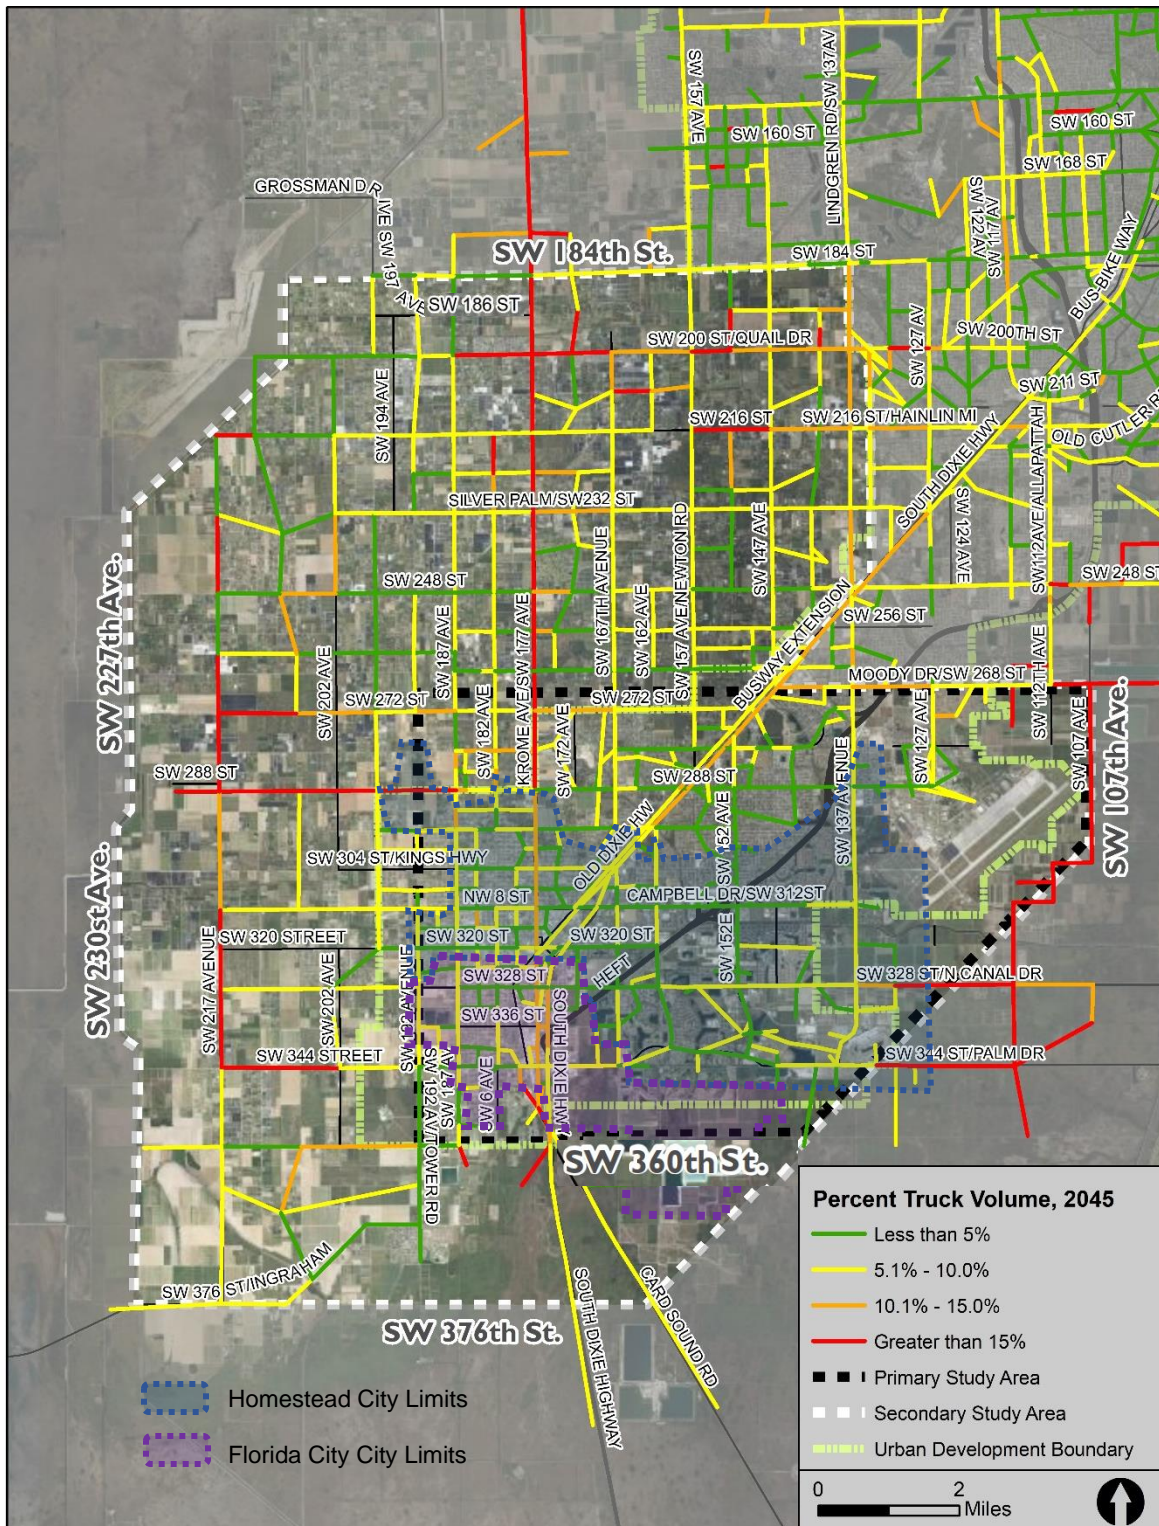 SW 157 AVE
LINDGREN RD/SW 137AV
SW 160 ST
SW 160 ST
SW 168 ST
GROSSMAN DRIVE SW 197 AVE
SW 122 AV
SW 117 AV
BUS-BIKE WAY
SW 184th St.
SW 184 ST
SW 186 ST
SW 127 AV
SW 200TH ST
SW 200 ST/QUAIL DR
SW 194 AVE
SW 211 ST
SW 216 ST
SW 216 ST/HAINLIN MI
OLD CUTLER R
SOUTH DIXIE HWY
SW112AVE/ALLAPATTAH
SILVER PALM/SW232 ST
SW 124 AVE
SW 147 AVE
SW 167TH AVENUE
SW 157 AVE/NEWTON RD
SW 248 ST
SW 248 ST
SW 227th Ave.
SW 187 AVE
KROME AVE/SW 177 AVE
SW 162 AVE
BUSWAY EXTENSION
SW 256 ST
SW 202 AVE
MOODY DR/SW 268 ST
SW 112TH AVE
SW 272 ST
SW 272 ST
SW 182 AVE
SW 172 AVE
SW 127 AVE
SW 107 AVE
SW 107th Ave.
SW 288 ST
SW 288 ST
SW 137 AVENUE
SW 152 AVE
OLD DIXIE HW
SW 304 ST/KINGS HWY
NW 8 ST
CAMPBELL DR/SW 312ST
SW 230st Ave.
SW 217 AVENUE
SW 320 STREET
SW 320 ST
SW 320 ST
SW 152E
SW 328 ST
HEFT
SW 328 ST/N CANAL DR
SW 202 AVE
SW 192 AVENUE
SW 336 ST
SOUTH DIXIE HWY
SW 344 STREET
SW 344 ST/PALM DR
SW 192 AV/TOWER RD
SW 187 AV
SW 6 AVE
SW 360th St.
SW 376 ST/INGRAHAM
SW 376th St.
SOUTH DIXIE HIGHWAY
CARD SOUND RD
Homestead City Limits
Florida City City Limits
Percent Truck Volume, 2045
Less than 5%
5.1% - 10.0%
10.1% - 15.0%
Greater than 15%
Primary Study Area
Secondary Study Area
Urban Development Boundary
0 2
Miles